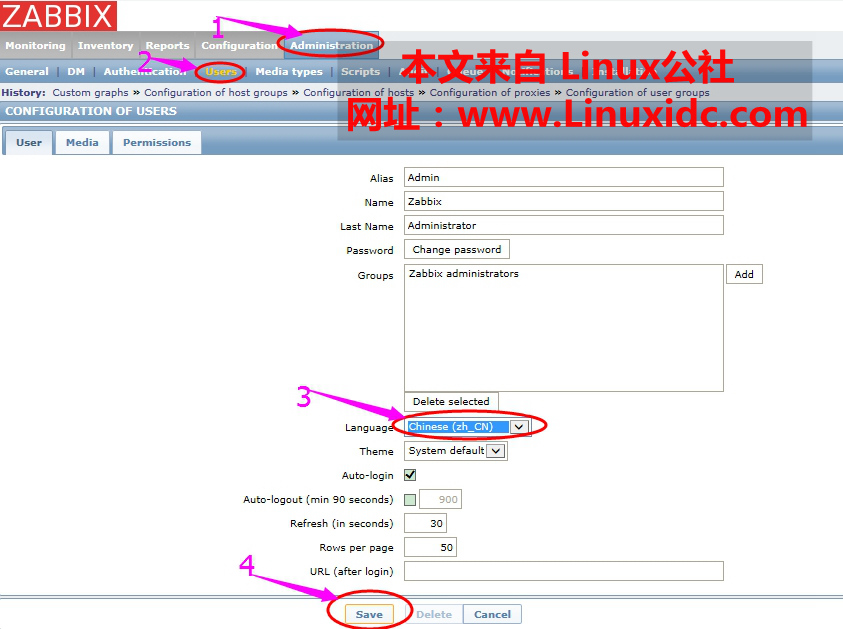 ZABBIX
1
Monitoring Inventory Reports Configuration Administration
本文来自 Linux公社
2
General | DM | Authentication Users | Media types | Scripts
History: Custom graphs » Configuration of host groups » Configuration of hosts » Configuration of proxies » Configuration of user groups
网址：www.Linuxidc.com
CONFIGURATION OF USERS
User Media Permissions
Alias Admin
Name Zabbix
Last Name Administrator
Password Change password
Groups Zabbix administrators Add
Delete selected
3
Language Chinese (zh_CN)
Theme System default
Auto-login
Auto-logout (min 90 seconds) 900
Refresh (in seconds) 30
Rows per page 50
URL (after login)
4
Save Delete Cancel